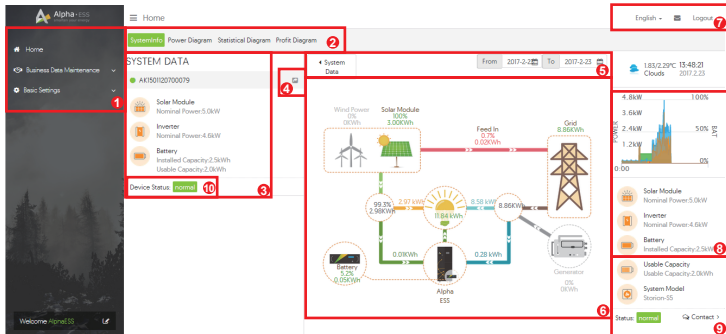 Alpha-ESS
Home
Business Data Maintenance
Basic Settings
1
Welcome AlphaESS
Home
SystemInfo Power Diagram Statistical Diagram Profit Diagram
2
English
Logout
7
SYSTEM DATA
AK1501120700079
4
Solar Module
Nominal Power:5.0kW
Inverter
Nominal Power:4.6kW
Battery
Installed Capacity:2.5kWh
Usable Capacity:2.0kWh
Device Status: normal
10
3
System
Data
From 2017-2-2 To 2017-2-23
5
Wind Power
0%
0KWh
Solar Module
100%
3.00KWh
Feed In
0.7%
0.02KWh
Grid
8.86KWh
99.3%
2.98KWh
2.97 kWh
11.84 kWh
8.58 kWh
8.86KWh
0.01KWh
0.28 kWh
Battery
5.2%
0.05KWh
Alpha
ESS
Generator
0%
0KWh
6
1.83/2.29°C 13:48:21
Clouds 2017.2.23
4.8kW 100%
3.6kW
2.4kW 50%
1.2kW
0%
0:00
POWER
BAT
Solar Module
Nominal Power:5.0kW
Inverter
Nominal Power:4.6kW
Battery
Installed Capacity:2.5kWh
8
Usable Capacity
Usable Capacity:2.0kWh
System Model
Storion-S5
Status: normal
Contact >
9